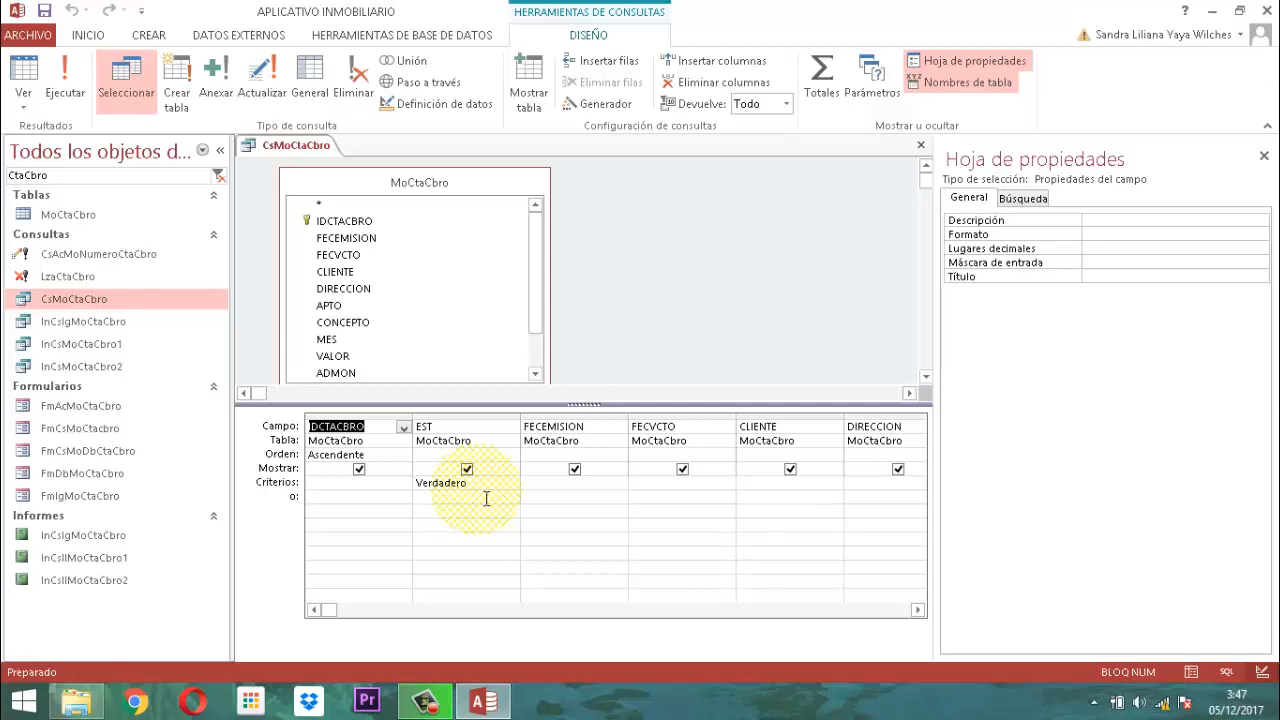 APLICATIVO INMOBILIARIO
HERRAMIENTAS DE CONSULTAS
?
ARCHIVO
INICIO
CREAR
DATOS EXTERNOS
HERRAMIENTAS DE BASE DE DATOS
DISEÑO
Sandra Liliana Yaya Wilches
Ver
Ejecutar
Seleccionar
Crear tabla
Anexar
Actualizar
General
Eliminar
Unión
Paso a través
Definición de datos
Mostrar tabla
Insertar filas
Eliminar filas
Generador
Insertar columnas
Eliminar columnas
Devuelve: Todo
Totales
Parámetros
Hoja de propiedades
Nombres de tabla
Resultados
Tipo de consulta
Configuración de consultas
Mostrar u ocultar
Todos los objetos d...
CtaCbro
Tablas
MoCtaCbro
Consultas
CsAcMoNumeroCtaCbro
LzaCtaCbro
CsMoCtaCbro
InCsIgMoCtaCbro
InCsMoCtaCbro1
InCsMoCtaCbro2
Formularios
FmAcMoCtaCbro
FmCsMoCtaCbro
FmCsMoDbCtaCbro
FmDbMoCtaCbro
FmIgMoCtaCbro
Informes
InCsIgMoCtaCbro
InCsIIMoCtaCbro1
InCsIIMoCtaCbro2
CsMoCtaCbro
MoCtaCbro
*
IDCTACBRO
FECEMISION
FECVCTO
CLIENTE
DIRECCION
APTO
CONCEPTO
MES
VALOR
ADMON
Campo: IDCTACBRO EST FECEMISION FECVCTO CLIENTE DIRECCION
Tabla: MoCtaCbro MoCtaCbro MoCtaCbro MoCtaCbro MoCtaCbro MoCtaCbro
Orden: Ascendente
Mostrar:
Criterios: Verdadero
o:
Hoja de propiedades
Tipo de selección: Propiedades del campo
General
Búsqueda
Descripción
Formato
Lugares decimales
Máscara de entrada
Título
Preparado
BLOQ NUM
SQL
Pr
3:47
05/12/2017